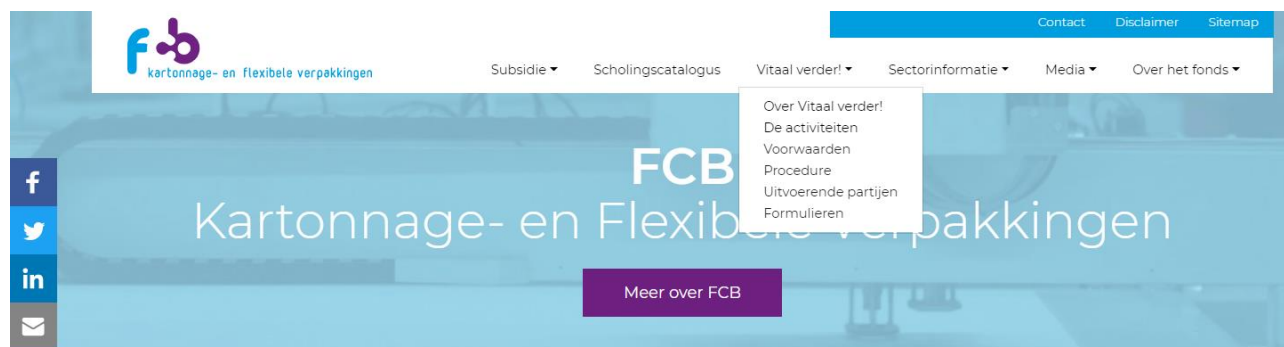 Contact Disclaimer Sitemap
fcb
kartonnage- en flexibele verpakkingen
Subsidie Scholingscatalogus Vitaal verder! Sectorinformatie Media Over het fonds
Over Vitaal verder!
De activiteiten
Voorwaarden
Procedure
Uitvoerende partijen
Formulieren
FCB
Kartonnage- en Flexibele Verpakkingen
Meer over FCB
f
in